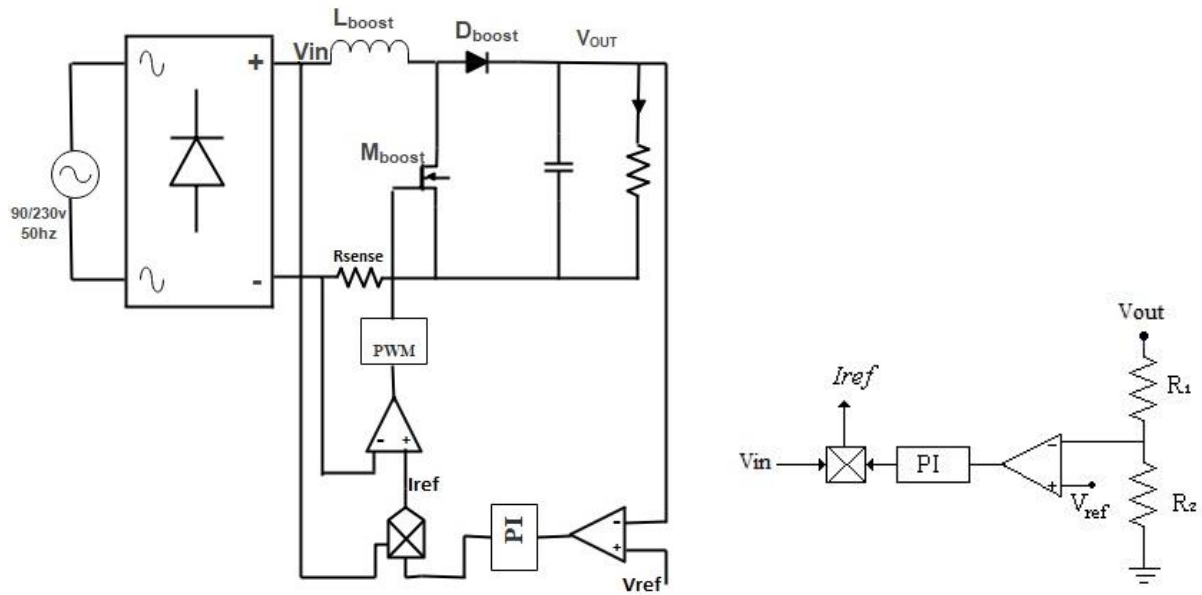 Lboost
Dboost
VOUT
Vin
+
Mboost
90/230v
50hz
Rsense
-
PWM
- +
Iref
PI
-
+
Vref
Vout
R1
Iref
Vin
PI
-
+
Vref
R2